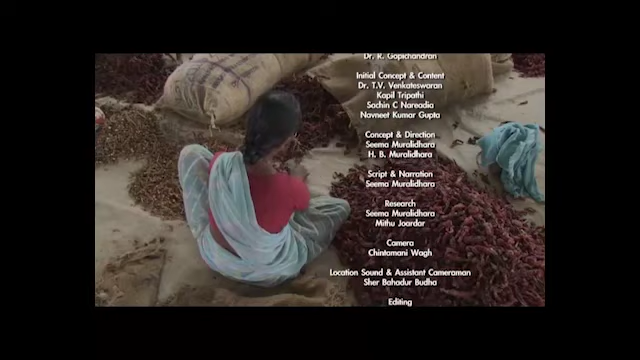 Dr. R. Gopichandran
Initial Concept & Content
Dr. T.V. Venkateswaran
Kapil Tripathi
Sachin C Nareadia
Navneet Kumar Gupta
Concept & Direction
Seema Muralidhara
H. B. Muralidhara
Script & Narration
Seema Muralidhara
Research
Seema Muralidhara
Mithu Joardar
Camera
Chintamani Wagh
Location Sound & Assistant Cameraman
Sher Bahadur Budha
Editing